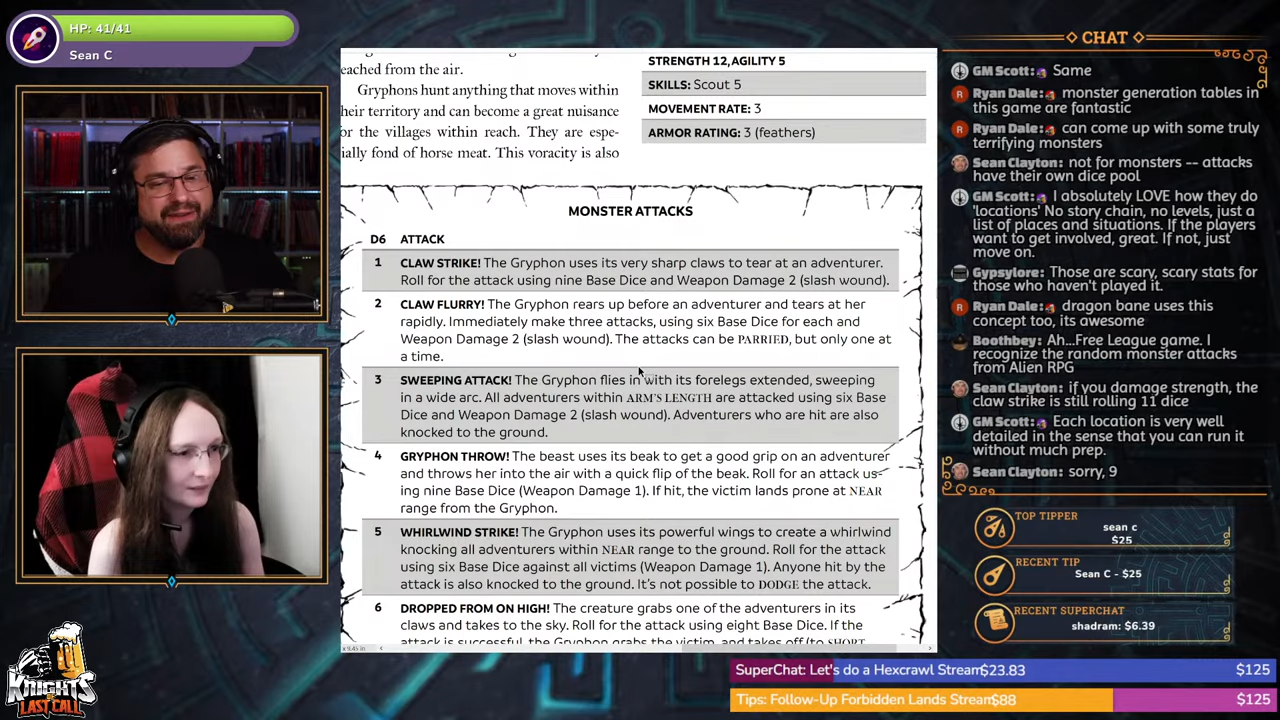 HP: 41/41
Sean C
eached from the air.
Gryphons hunt anything that moves within
heir territory and can become a great nuisance
or the villages within reach. They are espe-
ially fond of horse meat. This voracity is also
STRENGTH 12, AGILITY 5
SKILLS: Scout 5
MOVEMENT RATE: 3
ARMOR RATING: 3 (feathers)
MONSTER ATTACKS
D6 ATTACK
1 CLAW STRIKE! The Gryphon uses its very sharp claws to tear at an adventurer.
Roll for the attack using nine Base Dice and Weapon Damage 2 (slash wound).
2 CLAW FLURRY! The Gryphon rears up before an adventurer and tears at her
rapidly. Immediately make three attacks, using six Base Dice for each and
Weapon Damage 2 (slash wound). The attacks can be PARRIED, but only one at
a time.
3 SWEEPING ATTACK! The Gryphon flies in with its forelegs extended, sweeping
in a wide arc. All adventurers within ARM'S LENGTH are attacked using six Base
Dice and Weapon Damage 2 (slash wound). Adventurers who are hit are also
knocked to the ground.
4 GRYPHON THROW! The beast uses its beak to get a good grip on an adventurer
and throws her into the air with a quick flip of the beak. Roll for an attack us-
ing nine Base Dice (Weapon Damage 1). If hit, the victim lands prone at NEAR
range from the Gryphon.
5 WHIRLWIND STRIKE! The Gryphon uses its powerful wings to create a whirlwind
knocking all adventurers within NEAR range to the ground. Roll for the attack
using six Base Dice against all victims (Weapon Damage 1). Anyone hit by the
attack is also knocked to the ground. It's not possible to DODGE the attack.
6 DROPPED FROM ON HIGH! The creature grabs one of the adventurers in its
claws and takes to the sky. Roll for the attack using eight Base Dice. If the
attack is successful, the Gryphon grabs the victim, and takes off (to SHORT
CHAT
GM Scott: Same
Ryan Dale: monster generation tables in
this game are fantastic
Ryan Dale: can come up with some truly
terrifying monsters
Sean Clayton: not for monsters -- attacks
have their own dice pool
GM Scott: I absolutely LOVE how they do
'locations' No story chain, no levels, just a
list of places and situations. If the players
want to get involved, great. If not, just
move on.
Gypsylore: Those are scary, scary stats for
those who haven't played it.
Ryan Dale: dragon bane uses this
concept too, its awesome
Boothbey: Ah...Free League game. I
recognize the random monster attacks
from Alien RPG
Sean Clayton: if you damage strength, the
claw strike is still rolling 11 dice
GM Scott: Each location is very well
detailed in the sense that you can run it
without much prep.
Sean Clayton: sorry, 9
TOP TIPPER
sean c
$25
RECENT TIP
Sean C - $25
RECENT SUPERCHAT
shadram: $6.39
SuperChat: Let's do a Hexcrawl Stream $23.83 $125
Tips: Follow-Up Forbidden Lands Stream $88 $125
KNIGHTS
LAST CALL